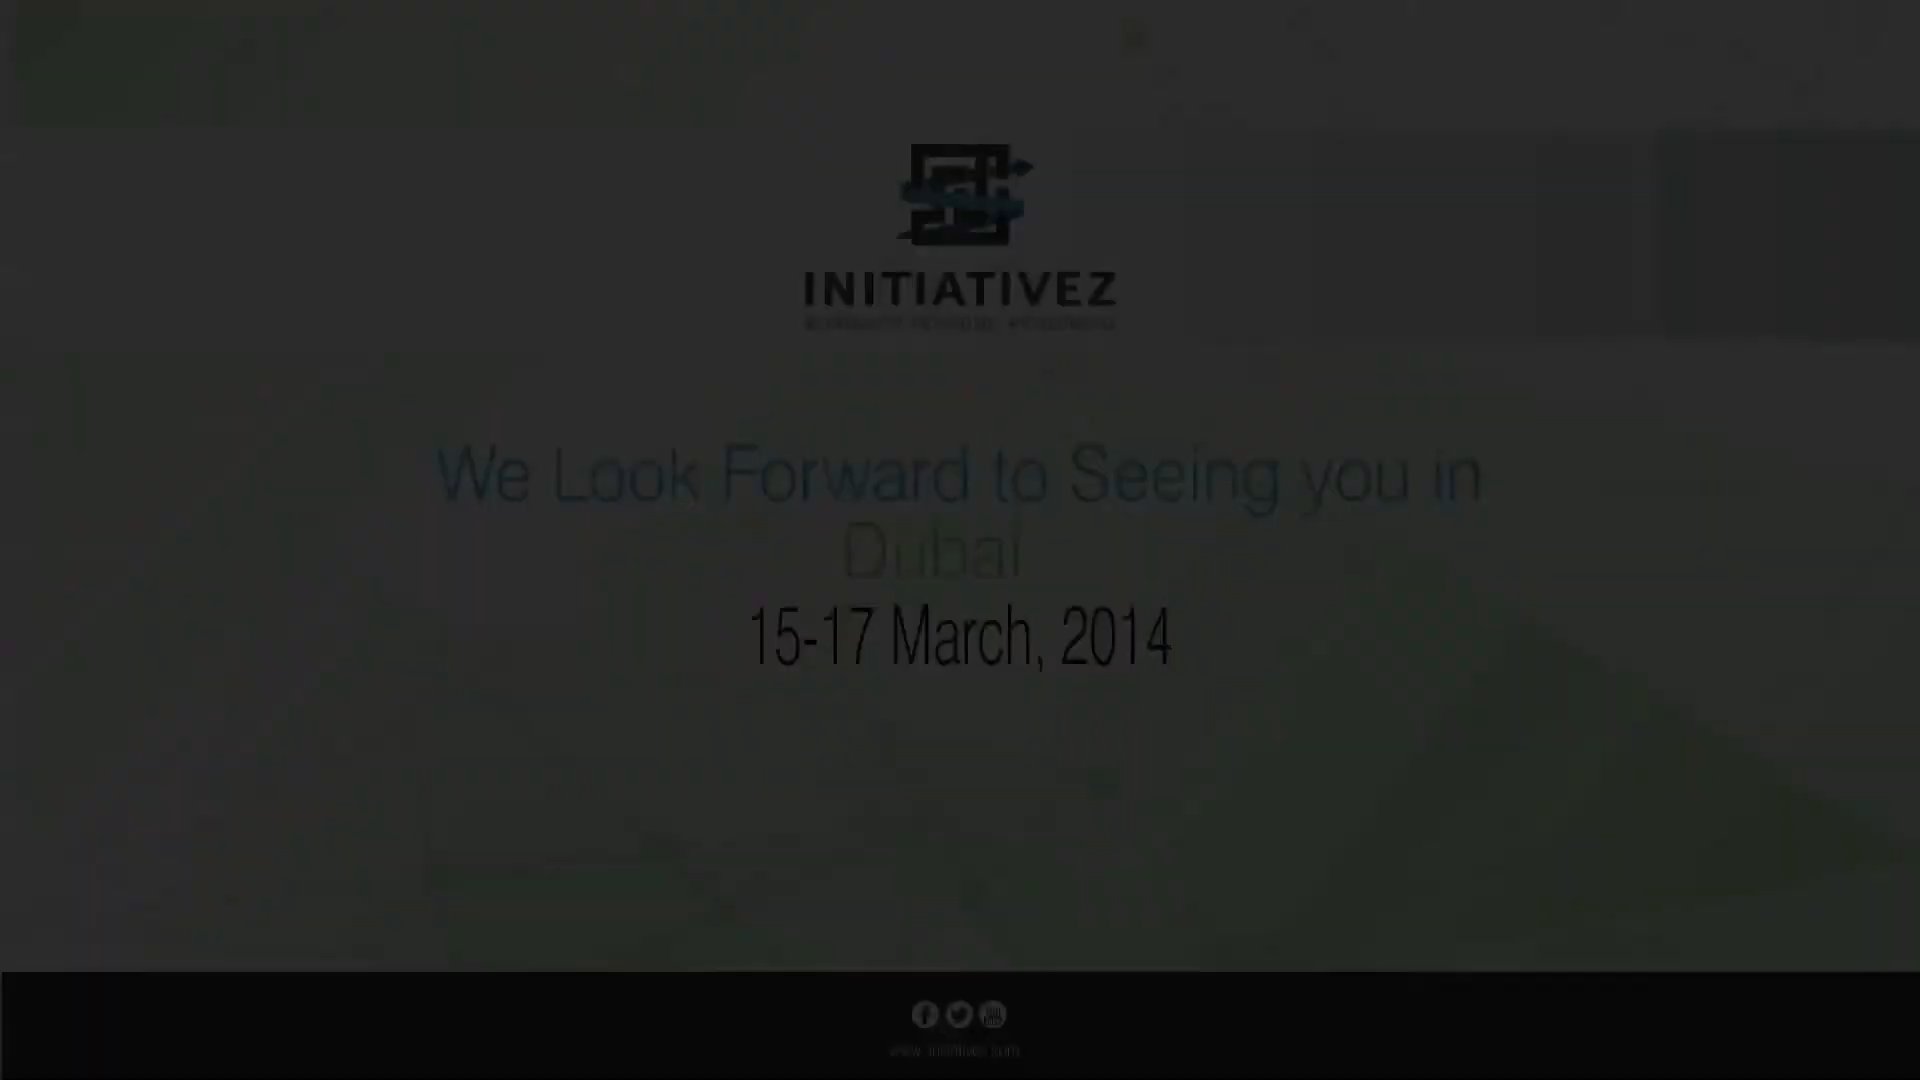 INITIATIVEZ
We Look Forward to Seeing you in
Dubai
15-17 March, 2014